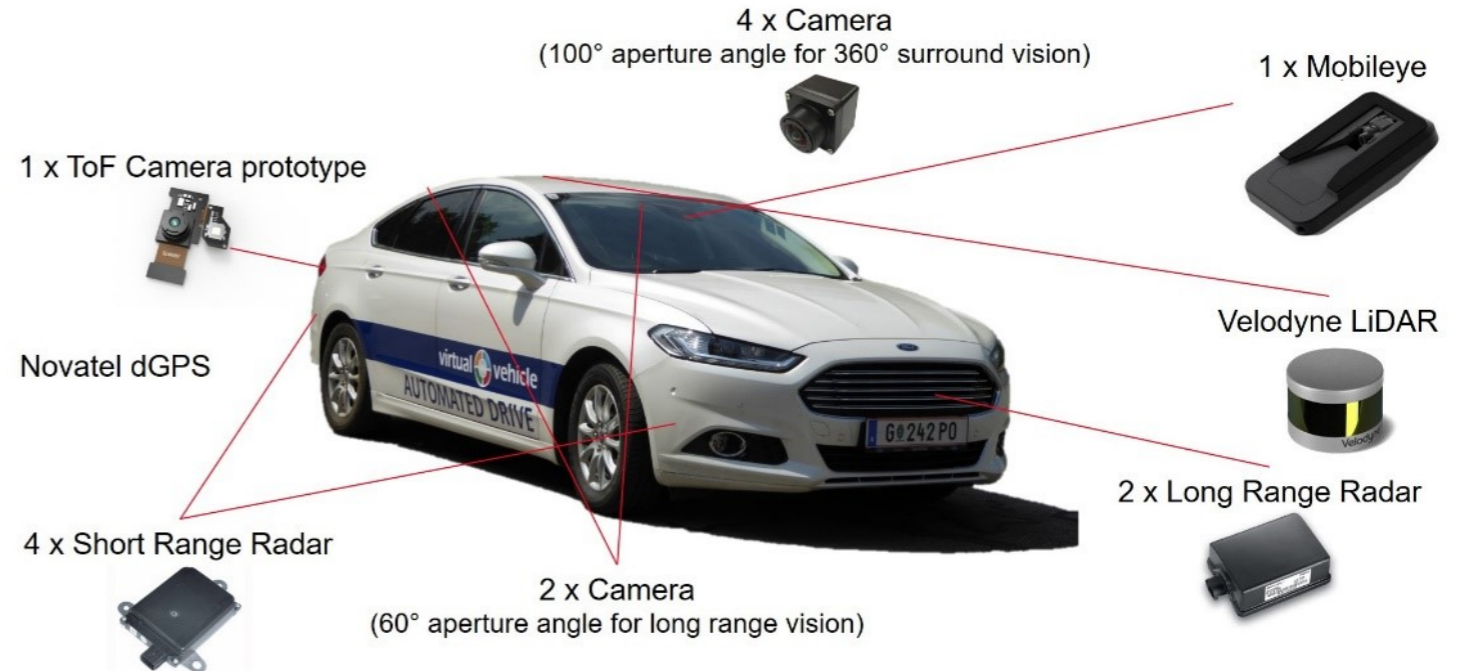 4 x Camera
(100° aperture angle for 360° surround vision)
1 x Mobileye
1 x ToF Camera prototype
Velodyne LiDAR
Novatel dGPS
virtual vehicle
AUTOMATED DRIVE
G 242 PO
Velodyne
2 x Long Range Radar
4 x Short Range Radar
2 x Camera
(60° aperture angle for long range vision)